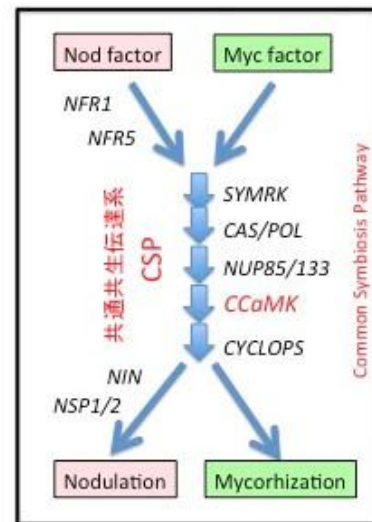 Nod factor
Myc factor
NFR1
NFR5
SYMRK
CAS/POL
NUP85/133
CCaMK
CYCLOPS
共通共生伝達系
CSP
Common Symbiosis Pathway
NIN
NSP1/2
Nodulation
Mycorhization